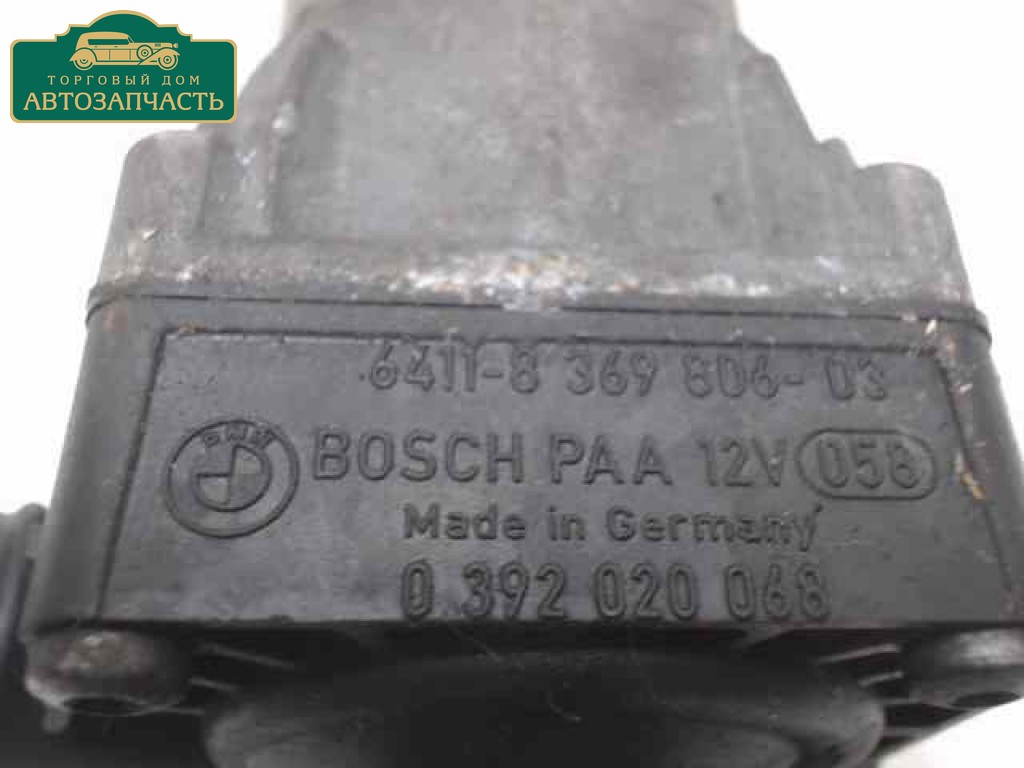 ТОРГОВЫЙ ДОМ
АВТОЗАПЧАСТЬ
6411-8 369 806-03
BMW
BOSCH PAA 12V 058
Made in Germany
0 392 020 068